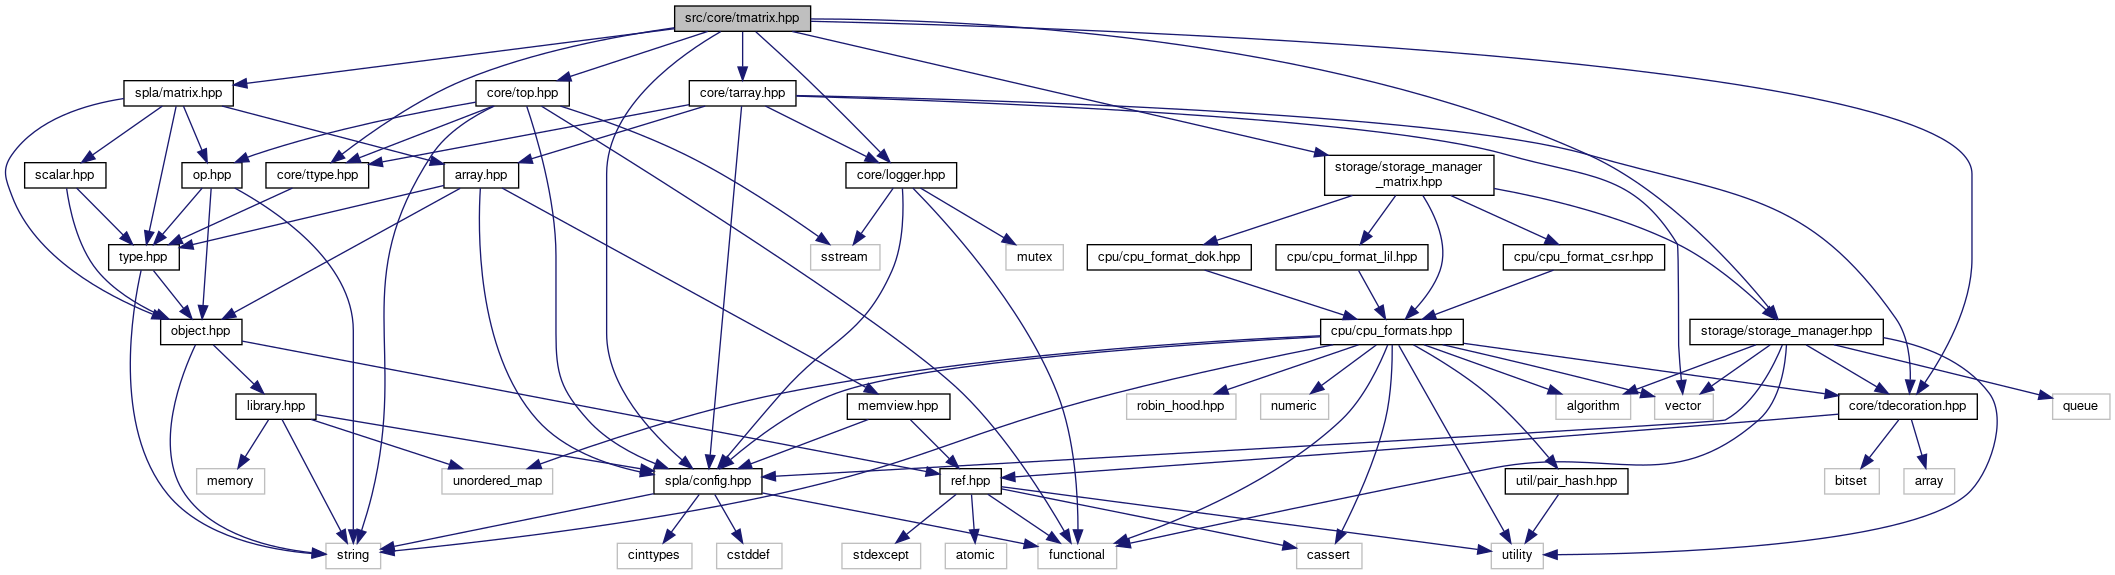 src/core/tmatrix.hpp
spla/matrix.hpp
core/top.hpp
core/tarray.hpp
scalar.hpp
op.hpp
core/ttype.hpp
array.hpp
core/logger.hpp
storage/storage_manager
_matrix.hpp
type.hpp
sstream
mutex
cpu/cpu_format_dok.hpp
cpu/cpu_format_lil.hpp
cpu/cpu_format_csr.hpp
object.hpp
cpu/cpu_formats.hpp
storage/storage_manager.hpp
library.hpp
memview.hpp
robin_hood.hpp
numeric
algorithm
vector
core/tdecoration.hpp
queue
memory
unordered_map
spla/config.hpp
ref.hpp
util/pair_hash.hpp
bitset
array
string
cinttypes
cstddef
stdexcept
atomic
functional
cassert
utility